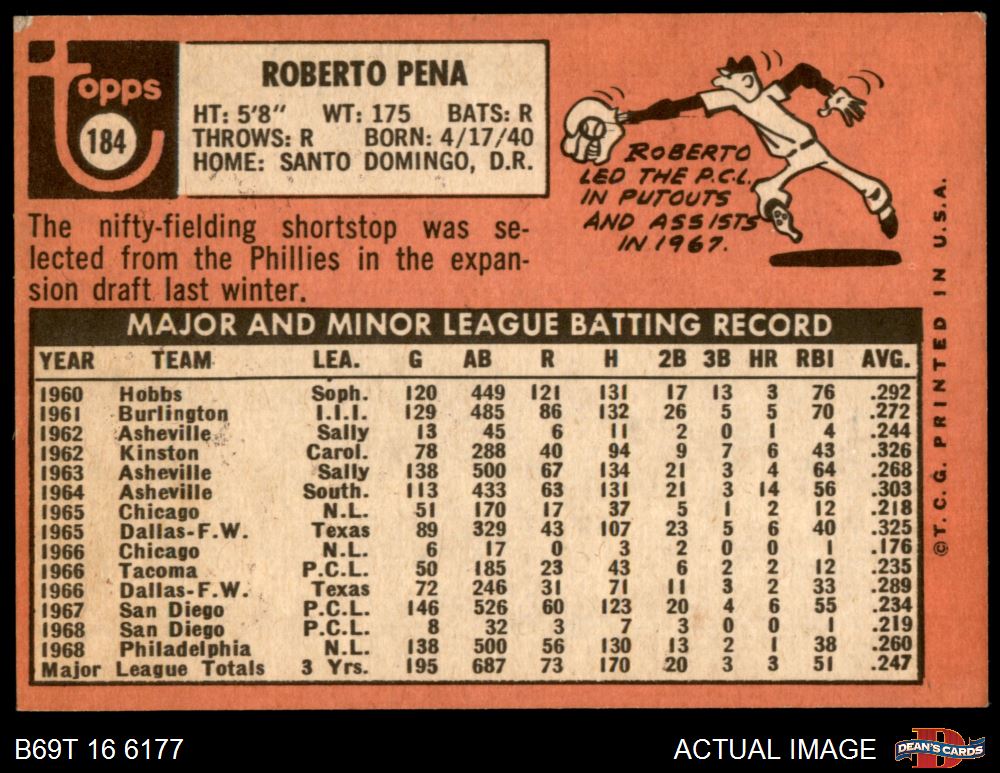 topps
184
ROBERTO PENA
HT: 5'8" WT: 175 BATS: R
THROWS: R BORN: 4/17/40
HOME: SANTO DOMINGO, D.R.
ROBERTO
LED THE P.C.L.
IN PUTOUTS
AND ASSISTS
IN 1967.
The nifty-fielding shortstop was se-
lected from the Phillies in the expan-
sion draft last winter.
MAJOR AND MINOR LEAGUE BATTING RECORD
YEAR TEAM LEA. G AB R H 2B 3B HR RBI AVG.
1960 Hobbs Soph. 120 449 121 131 17 13 3 76 .292
1961 Burlington I.I.I. 129 485 86 132 26 5 5 70 .272
1962 Asheville Sally 13 45 6 11 2 0 1 4 .244
1962 Kinston Carol. 78 288 40 94 9 7 6 43 .326
1963 Asheville Sally 138 500 67 134 21 3 4 64 .268
1964 Asheville South. 113 433 63 131 21 3 14 56 .303
1965 Chicago N.L. 51 170 17 37 5 1 2 12 .218
1965 Dallas-F.W. Texas 89 329 43 107 23 5 6 40 .325
1966 Chicago N.L. 6 17 0 3 2 0 0 1 .176
1966 Tacoma P.C.L. 50 185 23 43 6 2 2 12 .235
1966 Dallas-F.W. Texas 72 246 31 71 11 3 2 33 .289
1967 San Diego P.C.L. 146 526 60 123 20 4 6 55 .234
1968 San Diego P.C.L. 8 32 3 7 3 0 0 1 .219
1968 Philadelphia N.L. 138 500 56 130 13 2 1 38 .260
Major League Totals 3 Yrs. 195 687 73 170 20 3 3 51 .247
©T.C.G. PRINTED IN U.S.A.
B69T 16 6177
ACTUAL IMAGE
DEAN'S CARDS